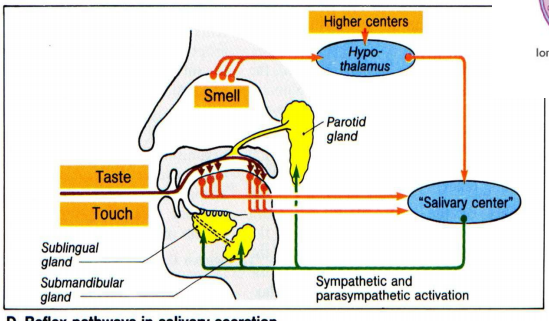 Higher centers
Hypo-
thalamus
Smell
Parotid
gland
Taste
Touch
"Salivary center"
Sublingual
gland
Submandibular
gland
Sympathetic and
parasympathetic activation
D. Reflex pathways in salivary secretion